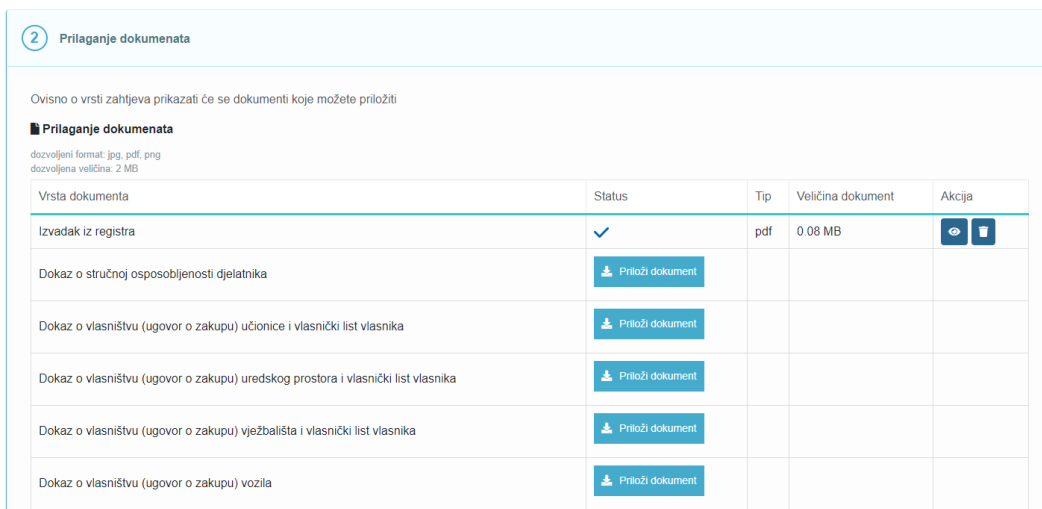 2 Prilaganje dokumenata
Ovisno o vrsti zahtjeva prikazati će se dokumenti koje možete priložiti
Prilaganje dokumenata
dozvoljeni format: jpg, pdf, png
dozvoljena veličina: 2 MB
Vrsta dokumenta Status Tip Veličina dokument Akcija
Izvadak iz registra pdf 0.08 MB
Dokaz o stručnoj osposobljenosti djelatnika Priloži dokument
Dokaz o vlasništvu (ugovor o zakupu) učionice i vlasnički list vlasnika Priloži dokument
Dokaz o vlasništvu (ugovor o zakupu) uredskog prostora i vlasnički list vlasnika Priloži dokument
Dokaz o vlasništvu (ugovor o zakupu) vježbališta i vlasnički list vlasnika Priloži dokument
Dokaz o vlasništvu (ugovor o zakupu) vozila Priloži dokument